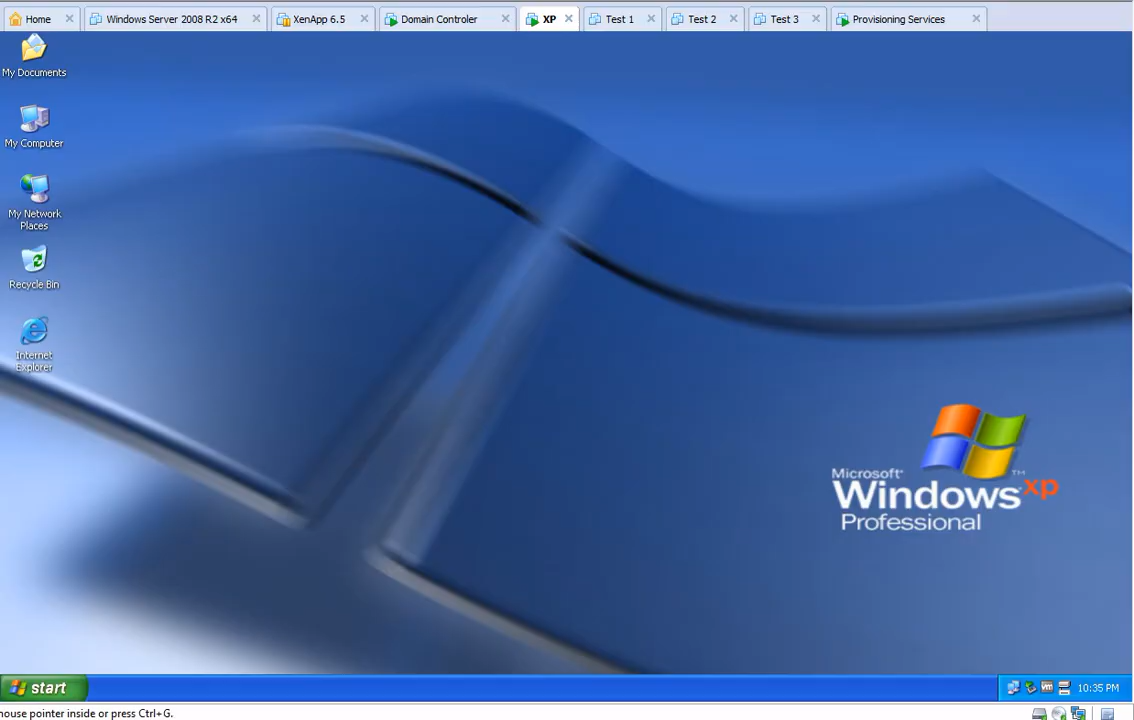 Home
Windows Server 2008 R2 x64
XenApp 6.5
Domain Controler
XP
Test 1
Test 2
Test 3
Provisioning Services
My Documents
My Computer
My Network
Places
Recycle Bin
Internet
Explorer
Microsoft
Windows xp
TM
Professional
start
10:35 PM
nouse pointer inside or press Ctrl+G.